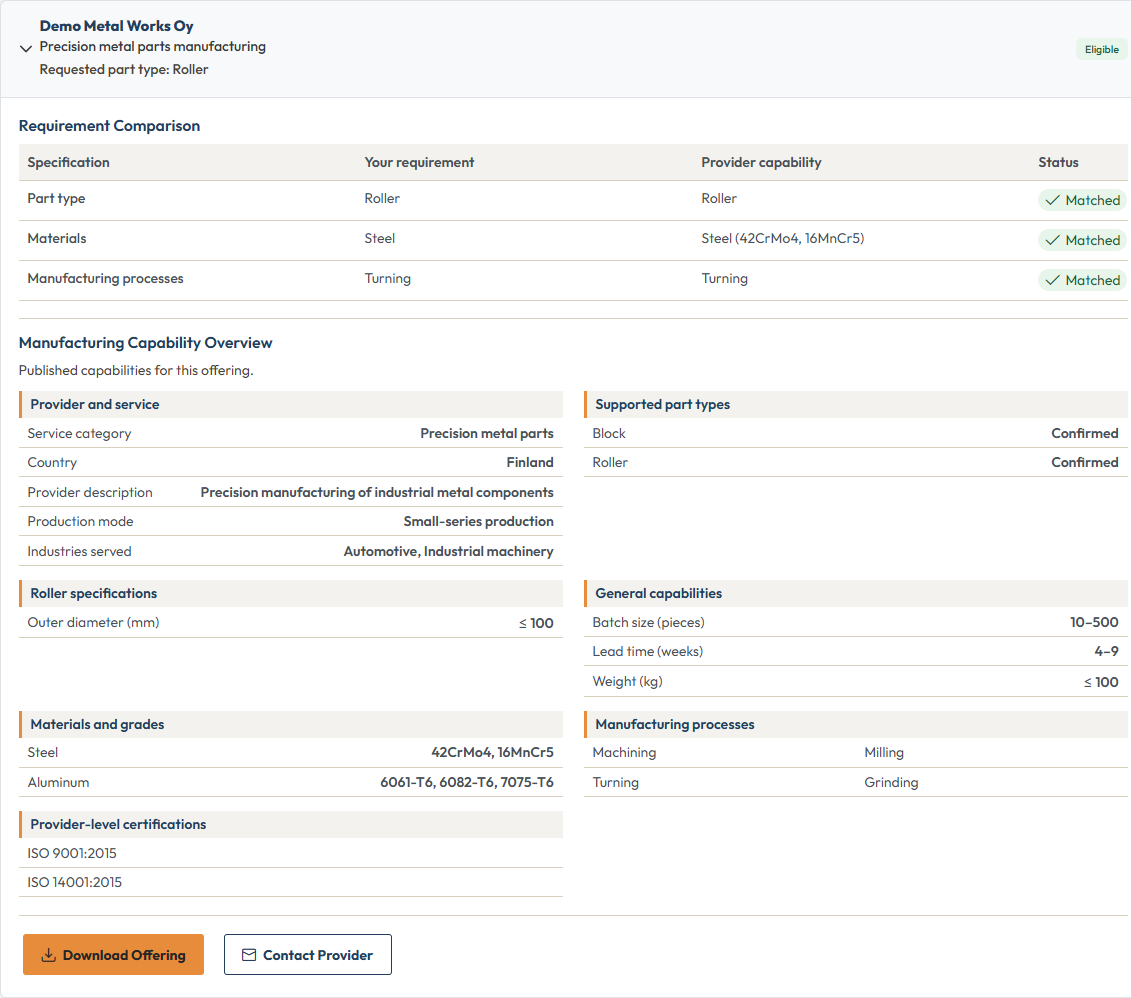 Demo Metal Works Oy
Precision metal parts manufacturing
Requested part type: Roller
Eligible
Requirement Comparison
Specification Your requirement Provider capability Status
Part type Roller Roller Matched
Materials Steel Steel (42CrMo4, 16MnCr5) Matched
Manufacturing processes Turning Turning Matched
Manufacturing Capability Overview
Published capabilities for this offering.
Provider and service
Service category Precision metal parts
Country Finland
Provider description Precision manufacturing of industrial metal components
Production mode Small-series production
Industries served Automotive, Industrial machinery
Supported part types
Block Confirmed
Roller Confirmed
Roller specifications
Outer diameter (mm) ≤ 100
General capabilities
Batch size (pieces) 10–500
Lead time (weeks) 4–9
Weight (kg) ≤ 100
Materials and grades
Steel 42CrMo4, 16MnCr5
Aluminum 6061-T6, 6082-T6, 7075-T6
Manufacturing processes
Machining Milling
Turning Grinding
Provider-level certifications
ISO 9001:2015
ISO 14001:2015
Download Offering Contact Provider